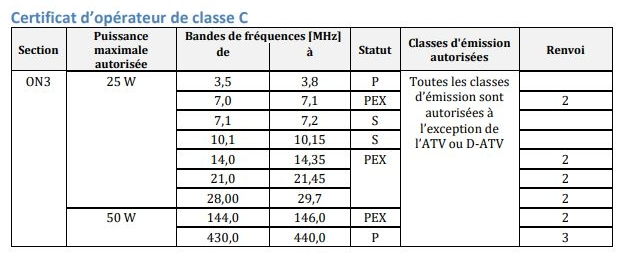 Certificat d'opérateur de classe C
Section Puissance maximale autorisée Bandes de fréquences [MHz] de à Statut Classes d'émission autorisées Renvoi
ON3 25 W 3,5 3,8 P Toutes les classes
7,0 7,1 PEX d'émission sont 2
7,1 7,2 S autorisées à
10,1 10,15 S l'exception de
14,0 14,35 PEX l'ATV ou D-ATV 2
21,0 21,45 2
28,00 29,7 2
50 W 144,0 146,0 PEX 2
430,0 440,0 P 3